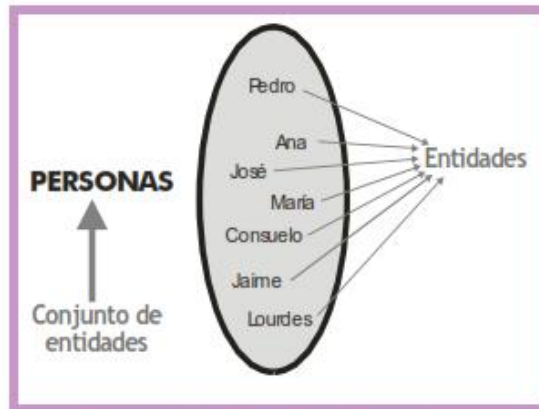 Pedro
Ana
José
María
Consuelo
Jaime
Lourdes
Entidades
PERSONAS
Conjunto de
entidades